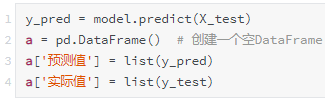 1 y_pred = model.predict(X_test)
2 a = pd.DataFrame()  # 创建一个空DataFrame
3 a['预测值'] = list(y_pred)
4 a['实际值'] = list(y_test)